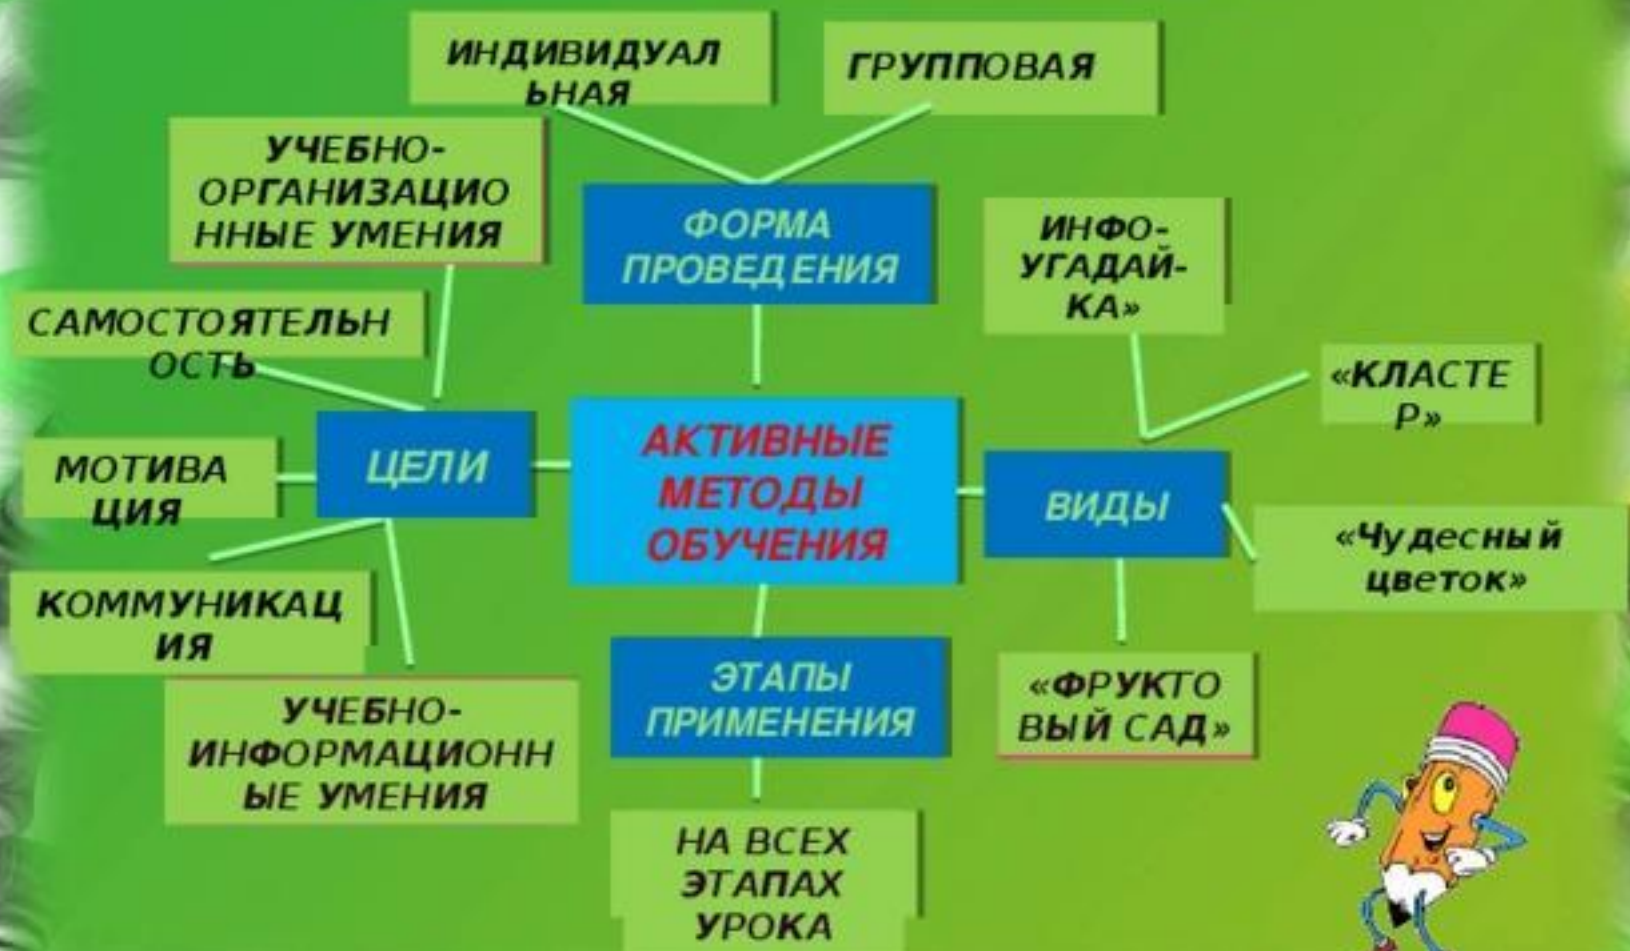 ИНДИВИДУАЛ
ЬНАЯ
ГРУППОВАЯ
УЧЕБНО-
ОРГАНИЗАЦИО
ННЫЕ УМЕНИЯ
ФОРМА
ПРОВЕДЕНИЯ
ИНФО-
УГАДАЙ-
КА»
САМОСТОЯТЕЛЬН
ОСТЬ
«КЛАСТЕ
Р»
МОТИВА
ЦИЯ
ЦЕЛИ
АКТИВНЫЕ
МЕТОДЫ
ОБУЧЕНИЯ
ВИДЫ
«Чудесный
цветок»
КОММУНИКАЦ
ИЯ
УЧЕБНО-
ИНФОРМАЦИОНН
ЫЕ УМЕНИЯ
ЭТАПЫ
ПРИМЕНЕНИЯ
«ФРУКТО
ВЫЙ САД»
НА ВСЕХ
ЭТАПАХ
УРОКА